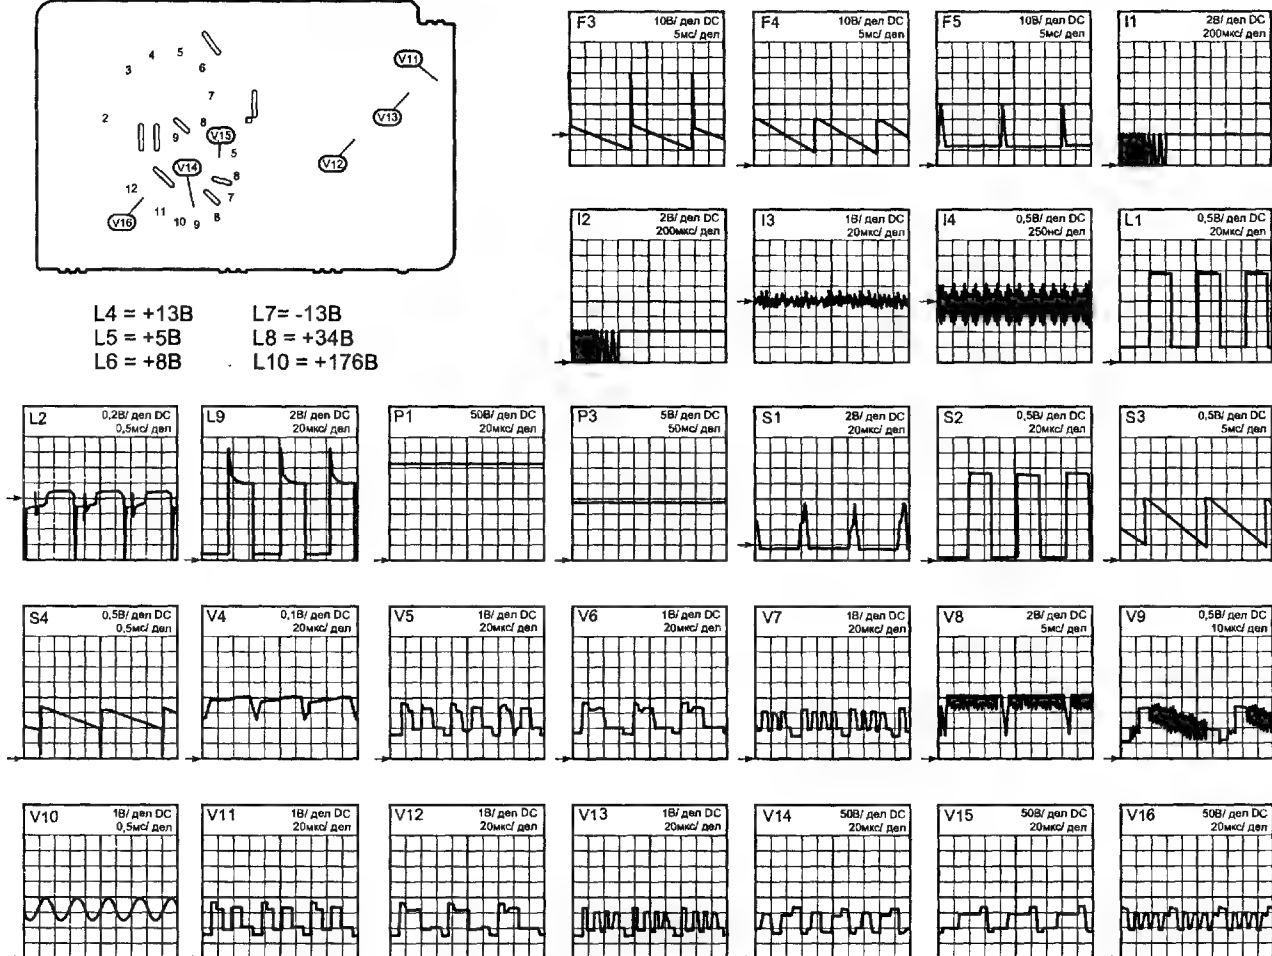 4
5
3
6
V11
7
2
8
V13
9
V15
5
V12
V14
8
12
7
V16
11
10
9
8
L4 = +13В L7= -13В
L5 = +5В L8 = +34В
L6 = +8В L10 = +176В
F3 10В/ дел DC
5мс/ дел
F4 10В/ дел DC
5мс/ дел
F5 10В/ дел DC
5мс/ дел
I1 2В/ дел DC
200мкс/ дел
I2 2В/ дел DC
200мкс/ дел
I3 1В/ дел DC
20мкс/ дел
I4 0,5В/ дел DC
250нс/ дел
L1 0,5В/ дел DC
20мкс/ дел
L2 0,2В/ дел DC
0,5мс/ дел
L9 2В/ дел DC
20мкс/ дел
P1 50В/ дел DC
20мкс/ дел
P3 5В/ дел DC
50мс/ дел
S1 2В/ дел DC
20мкс/ дел
S2 0,5В/ дел DC
20мкс/ дел
S3 0,5В/ дел DC
5мс/ дел
S4 0,5В/ дел DC
0,5мс/ дел
V4 0,1В/ дел DC
20мкс/ дел
V5 1В/ дел DC
20мкс/ дел
V6 1В/ дел DC
20мкс/ дел
V7 1В/ дел DC
20мкс/ дел
V8 2В/ дел DC
5мс/ дел
V9 0,5В/ дел DC
10мкс/ дел
V10 1В/ дел DC
0,5мс/ дел
V11 1В/ дел DC
20мкс/ дел
V12 1В/ дел DC
20мкс/ дел
V13 1В/ дел DC
20мкс/ дел
V14 50В/ дел DC
20мкс/ дел
V15 50В/ дел DC
20мкс/ дел
V16 50В/ дел DC
20мкс/ дел